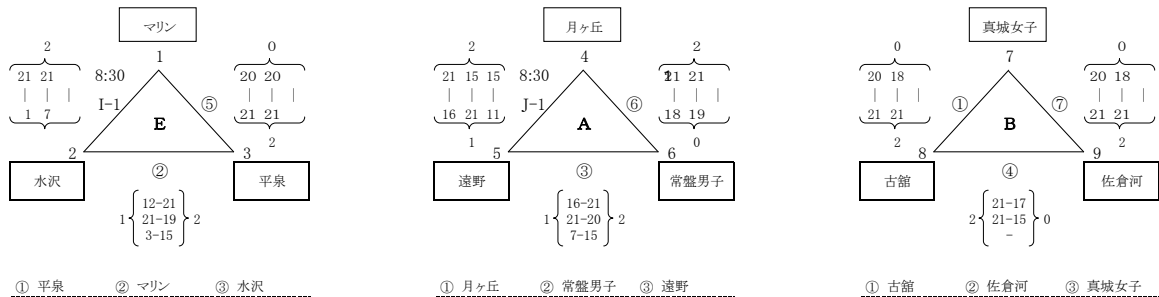 マリン 月ヶ丘 真城女子
2 1 0 2 4 2 0 7 0
21 21 8:30 20 20 21 15 15 8:30 21 21 20 18 20 18
| | | I-1 ⑤ | | | | | | J-1 ⑥ | | | | | | ① ⑦ | | |
1 7 E 21 21 16 21 11 A 18 19 21 21 B 21 21
2 3 2 1 5 6 0 2 8 9 2
水沢 ② 平泉 遠野 ③ 常盤男子 古舘 ④ 佐倉河
12-21 16-21 21-17
1 21-19 2 1 21-20 2 2 21-15 0
3-15 7-15 -
① 平泉 ② マリン ③ 水沢 ① 月ヶ丘 ② 常盤男子 ③ 遠野 ① 古舘 ② 佐倉河 ③ 真城女子